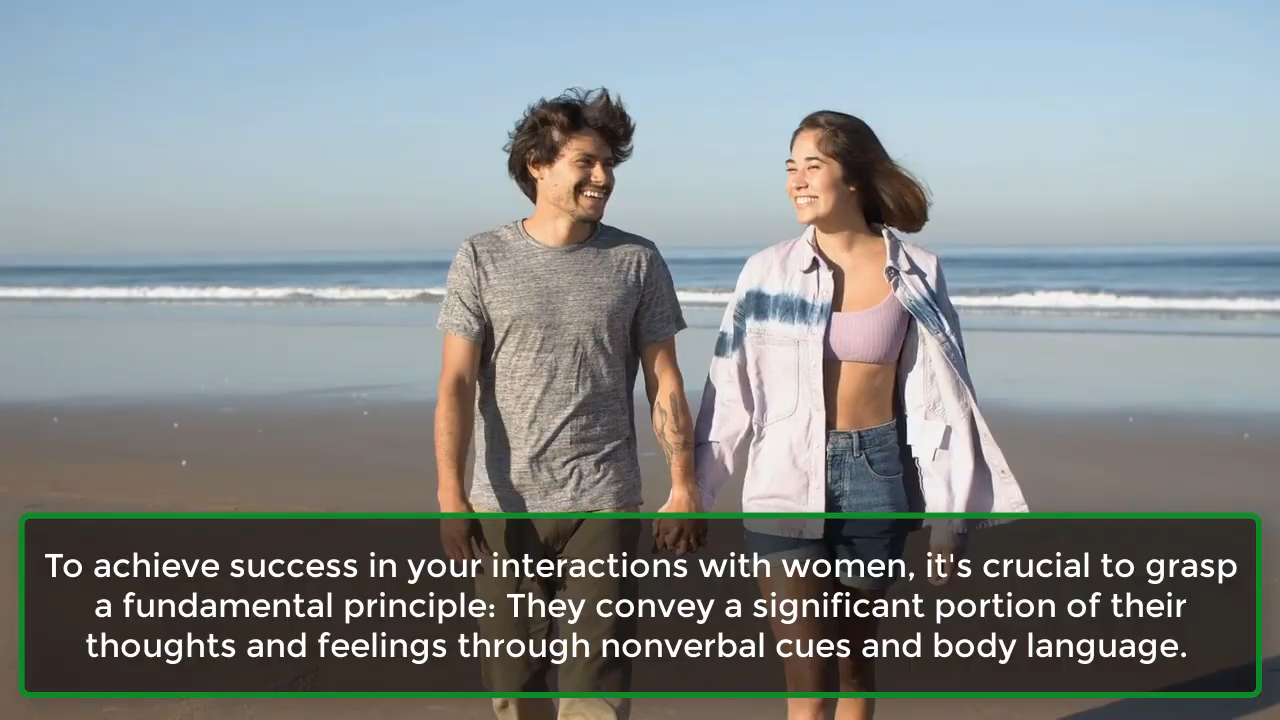 To achieve success in your interactions with women, it's crucial to grasp
a fundamental principle: They convey a significant portion of their
thoughts and feelings through nonverbal cues and body language.